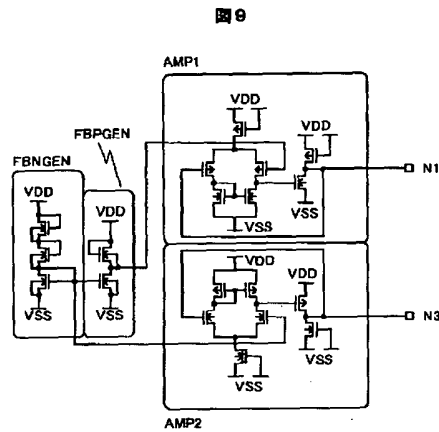 図9
AMP1
VDD
VDD
FBPGEN
FBNGEN
VDD
VDD
N1
VSS
VSS
VDD
VDD
N3
VSS
VSS
VSS
VSS
AMP2